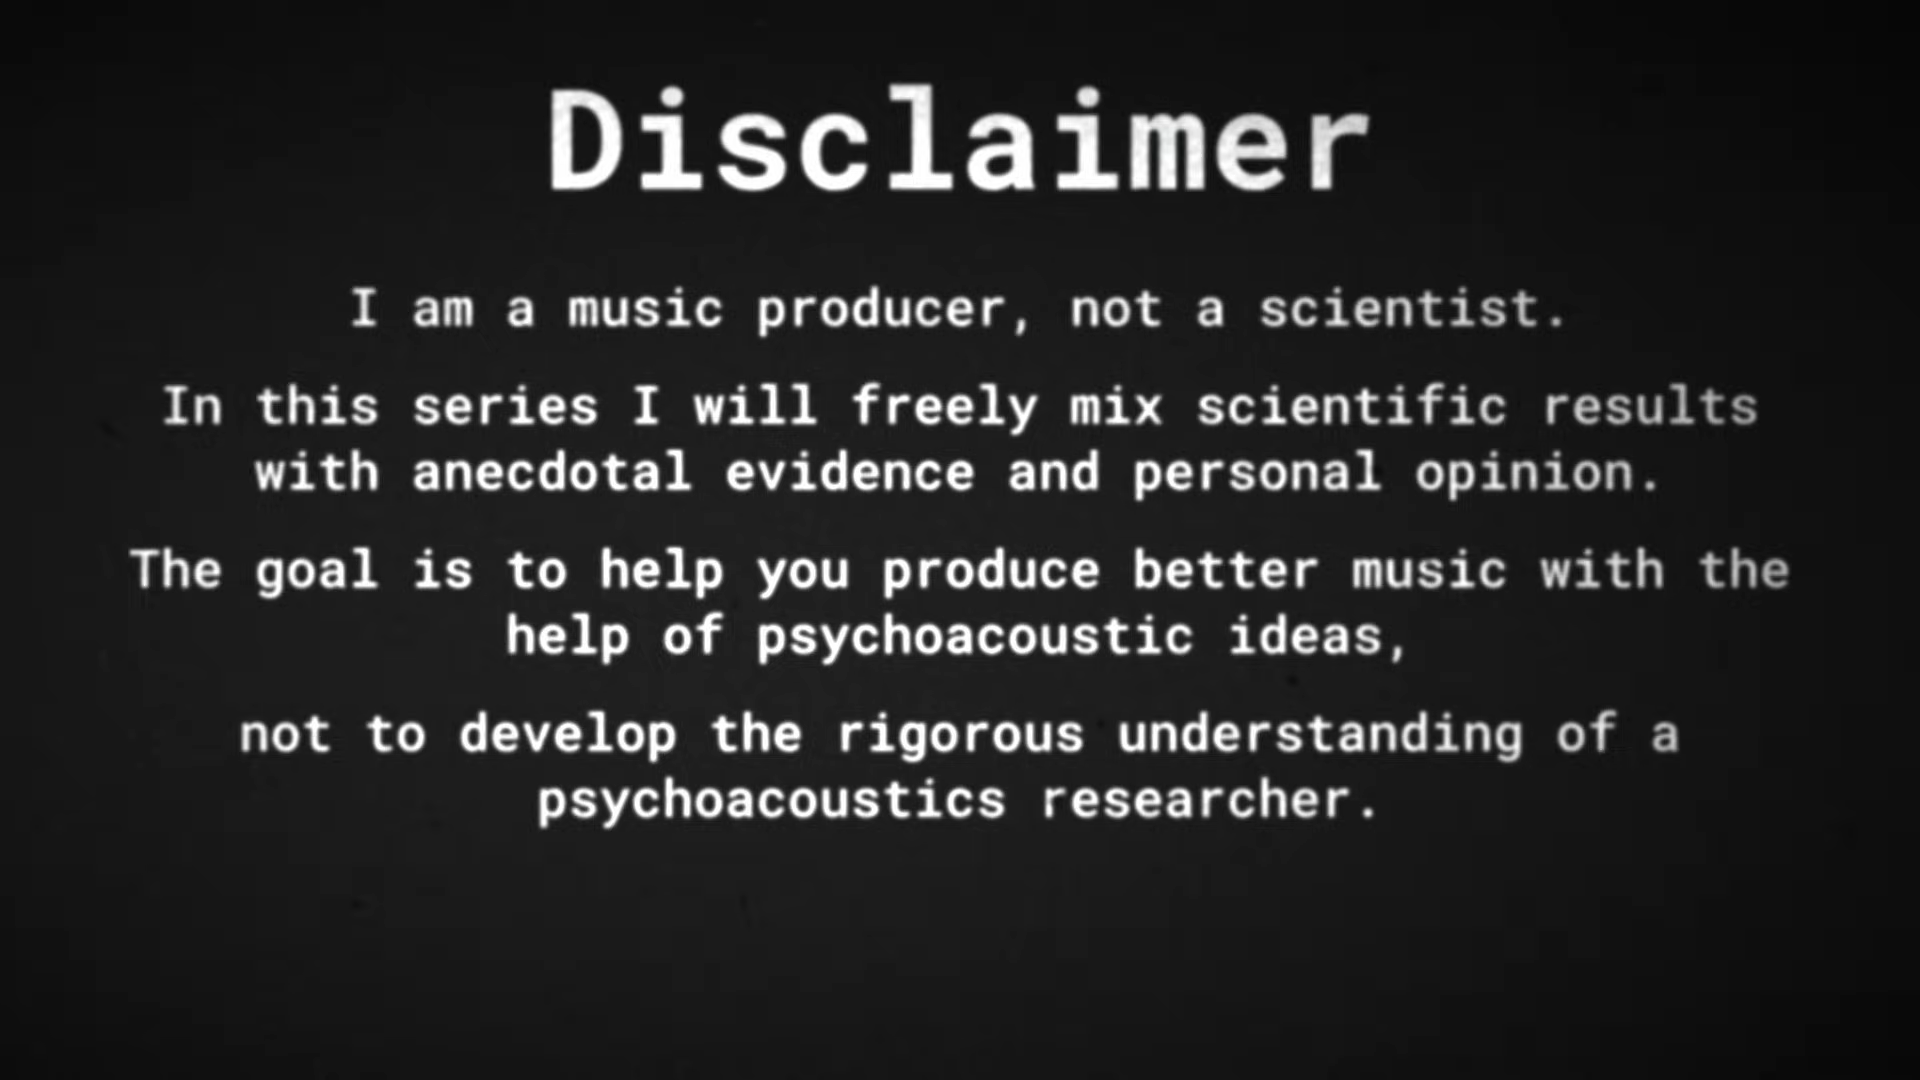 Disclaimer
I am a music producer, not a scientist.
In this series I will freely mix scientific results
with anecdotal evidence and personal opinion.
The goal is to help you produce better music with the
help of psychoacoustic ideas,
not to develop the rigorous understanding of a
psychoacoustics researcher.